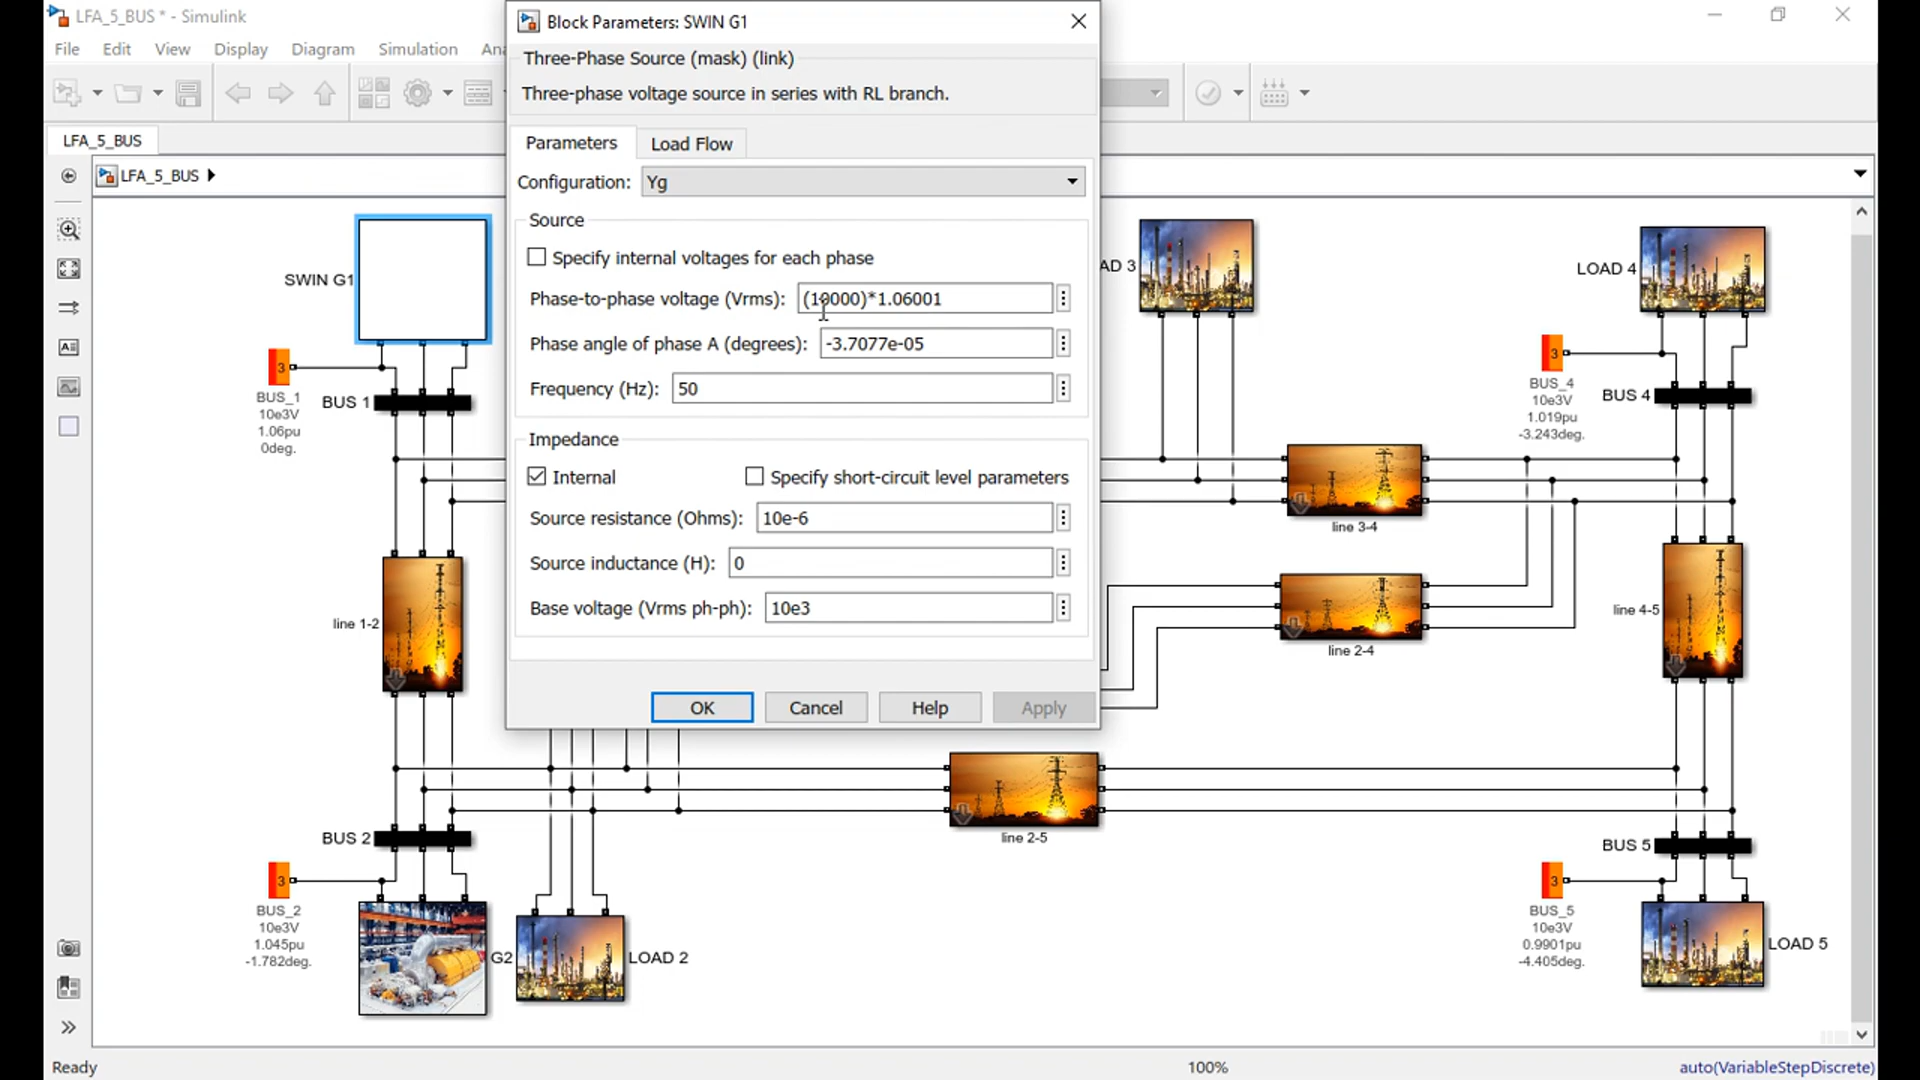 LFA_5_BUS * - Simulink
File Edit View Display Diagram Simulation An
LFA_5_BUS
LFA_5_BUS
Block Parameters: SWIN G1
Three-Phase Source (mask) (link)
Three-phase voltage source in series with RL branch.
Parameters Load Flow
Configuration: Yg
Source
Specify internal voltages for each phase
Phase-to-phase voltage (Vrms): (10000)*1.06001
Phase angle of phase A (degrees): -3.7077e-05
Frequency (Hz): 50
Impedance
Internal Specify short-circuit level parameters
Source resistance (Ohms): 10e-6
Source inductance (H): 0
Base voltage (Vrms ph-ph): 10e3
OK Cancel Help Apply
SWIN G1
3
BUS_1
10e3V
1.06pu
0deg.
BUS 1
line 1-2
BUS 2
3
BUS_2
10e3V
1.045pu
-1.782deg.
G2
LOAD 2
AD 3
LOAD 4
3
BUS_4
10e3V
1.019pu
-3.243deg.
BUS 4
line 3-4
line 2-4
line 4-5
line 2-5
BUS 5
3
BUS_5
10e3V
0.9901pu
-4.405deg.
LOAD 5
Ready 100% auto(VariableStepDiscrete)